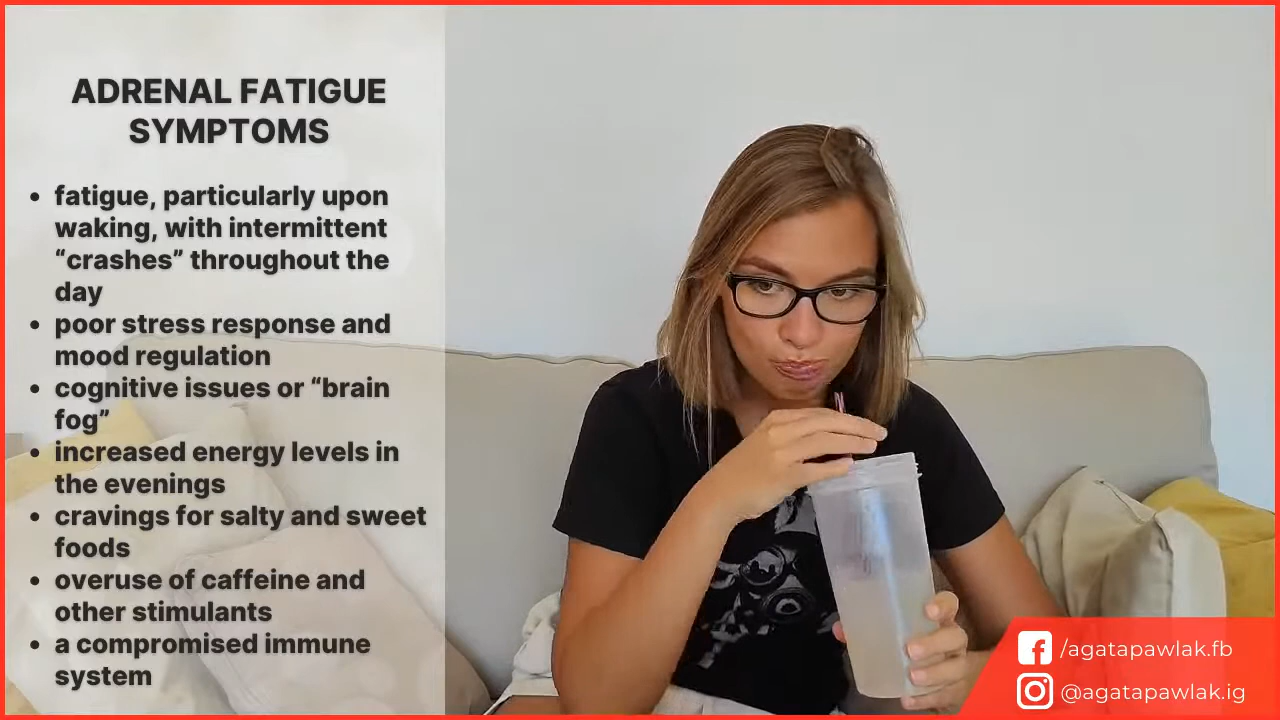 ADRENAL FATIGUE
SYMPTOMS
• fatigue, particularly upon
waking, with intermittent
“crashes” throughout the
day
• poor stress response and
mood regulation
• cognitive issues or “brain
fog”
• increased energy levels in
the evenings
• cravings for salty and sweet
foods
• overuse of caffeine and
other stimulants
• a compromised immune
system
/agatapawlak.fb
@agatapawlak.ig